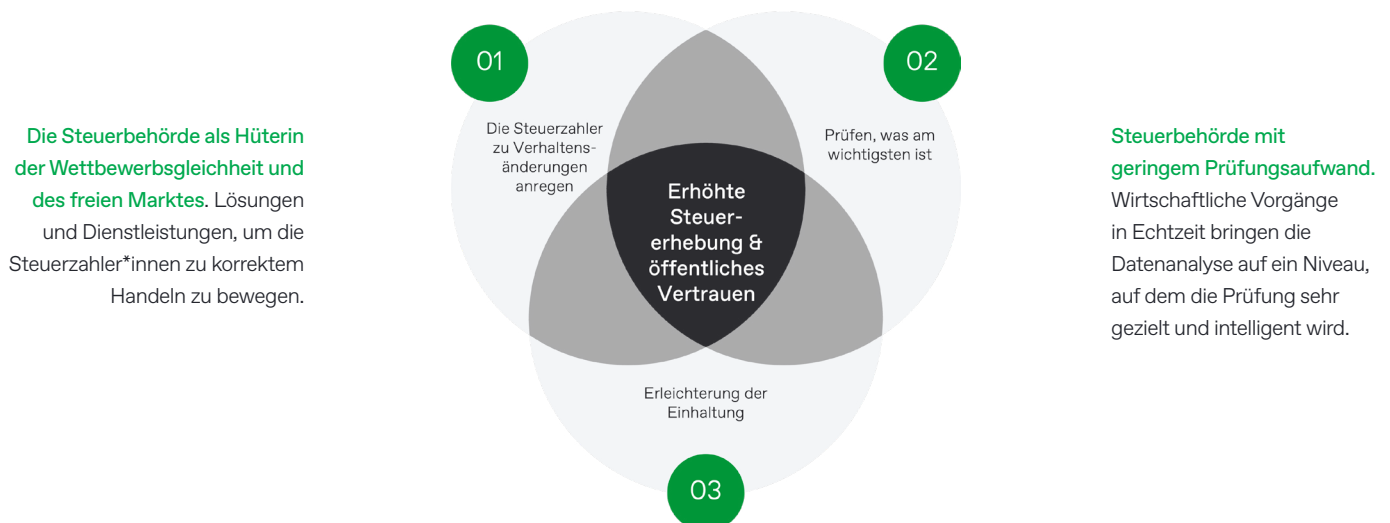 01
02
Die Steuerzahler
zu Verhaltens-
änderungen
anregen
Prüfen, was am
wichtigsten ist
Die Steuerbehörde als Hüterin
der Wettbewerbsgleichheit und
des freien Marktes. Lösungen
und Dienstleistungen, um die
Steuerzahler*innen zu korrektem
Handeln zu bewegen.
Erhöhte
Steuer-
erhebung &
öffentliches
Vertrauen
Steuerbehörde mit
geringem Prüfungsaufwand.
Wirtschaftliche Vorgänge
in Echtzeit bringen die
Datenanalyse auf ein Niveau,
auf dem die Prüfung sehr
gezielt und intelligent wird.
Erleichterung der
Einhaltung
03